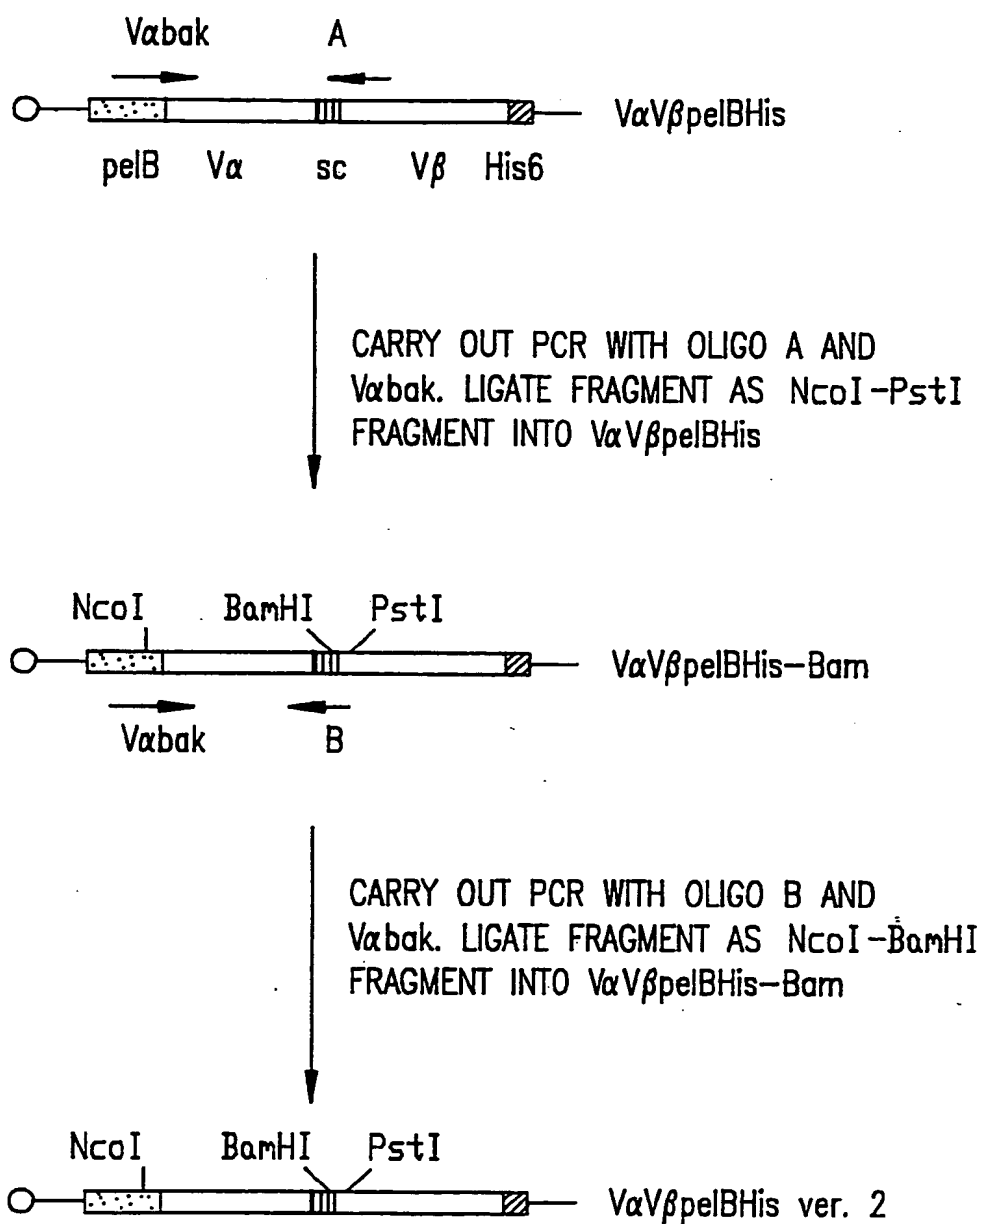 Vαbak A
VαVβpelBHis
pelB Vα sc Vβ His6
CARRY OUT PCR WITH OLIGO A AND
Vαbak. LIGATE FRAGMENT AS NcoI-PstI
FRAGMENT INTO VαVβpelBHis
NcoI BamHI PstI
VαVβpelBHis-Bam
Vαbak B
CARRY OUT PCR WITH OLIGO B AND
Vαbak. LIGATE FRAGMENT AS NcoI-BamHI
FRAGMENT INTO VαVβpelBHis-Bam
NcoI BamHI PstI
VαVβpelBHis ver. 2